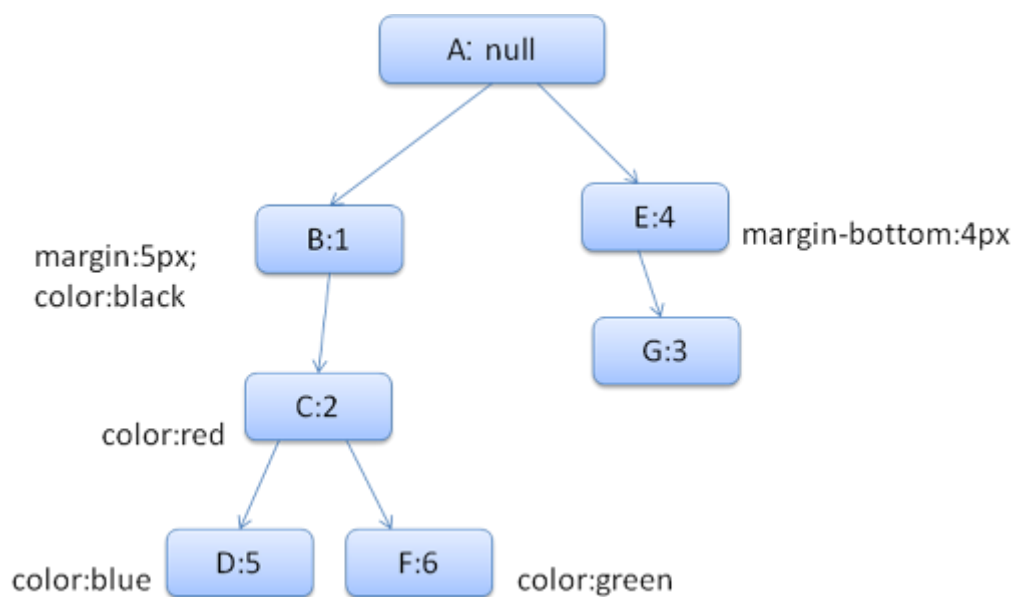 A: null
B:1
E:4
margin:5px;
color:black
margin-bottom:4px
G:3
C:2
color:red
D:5
F:6
color:blue
color:green